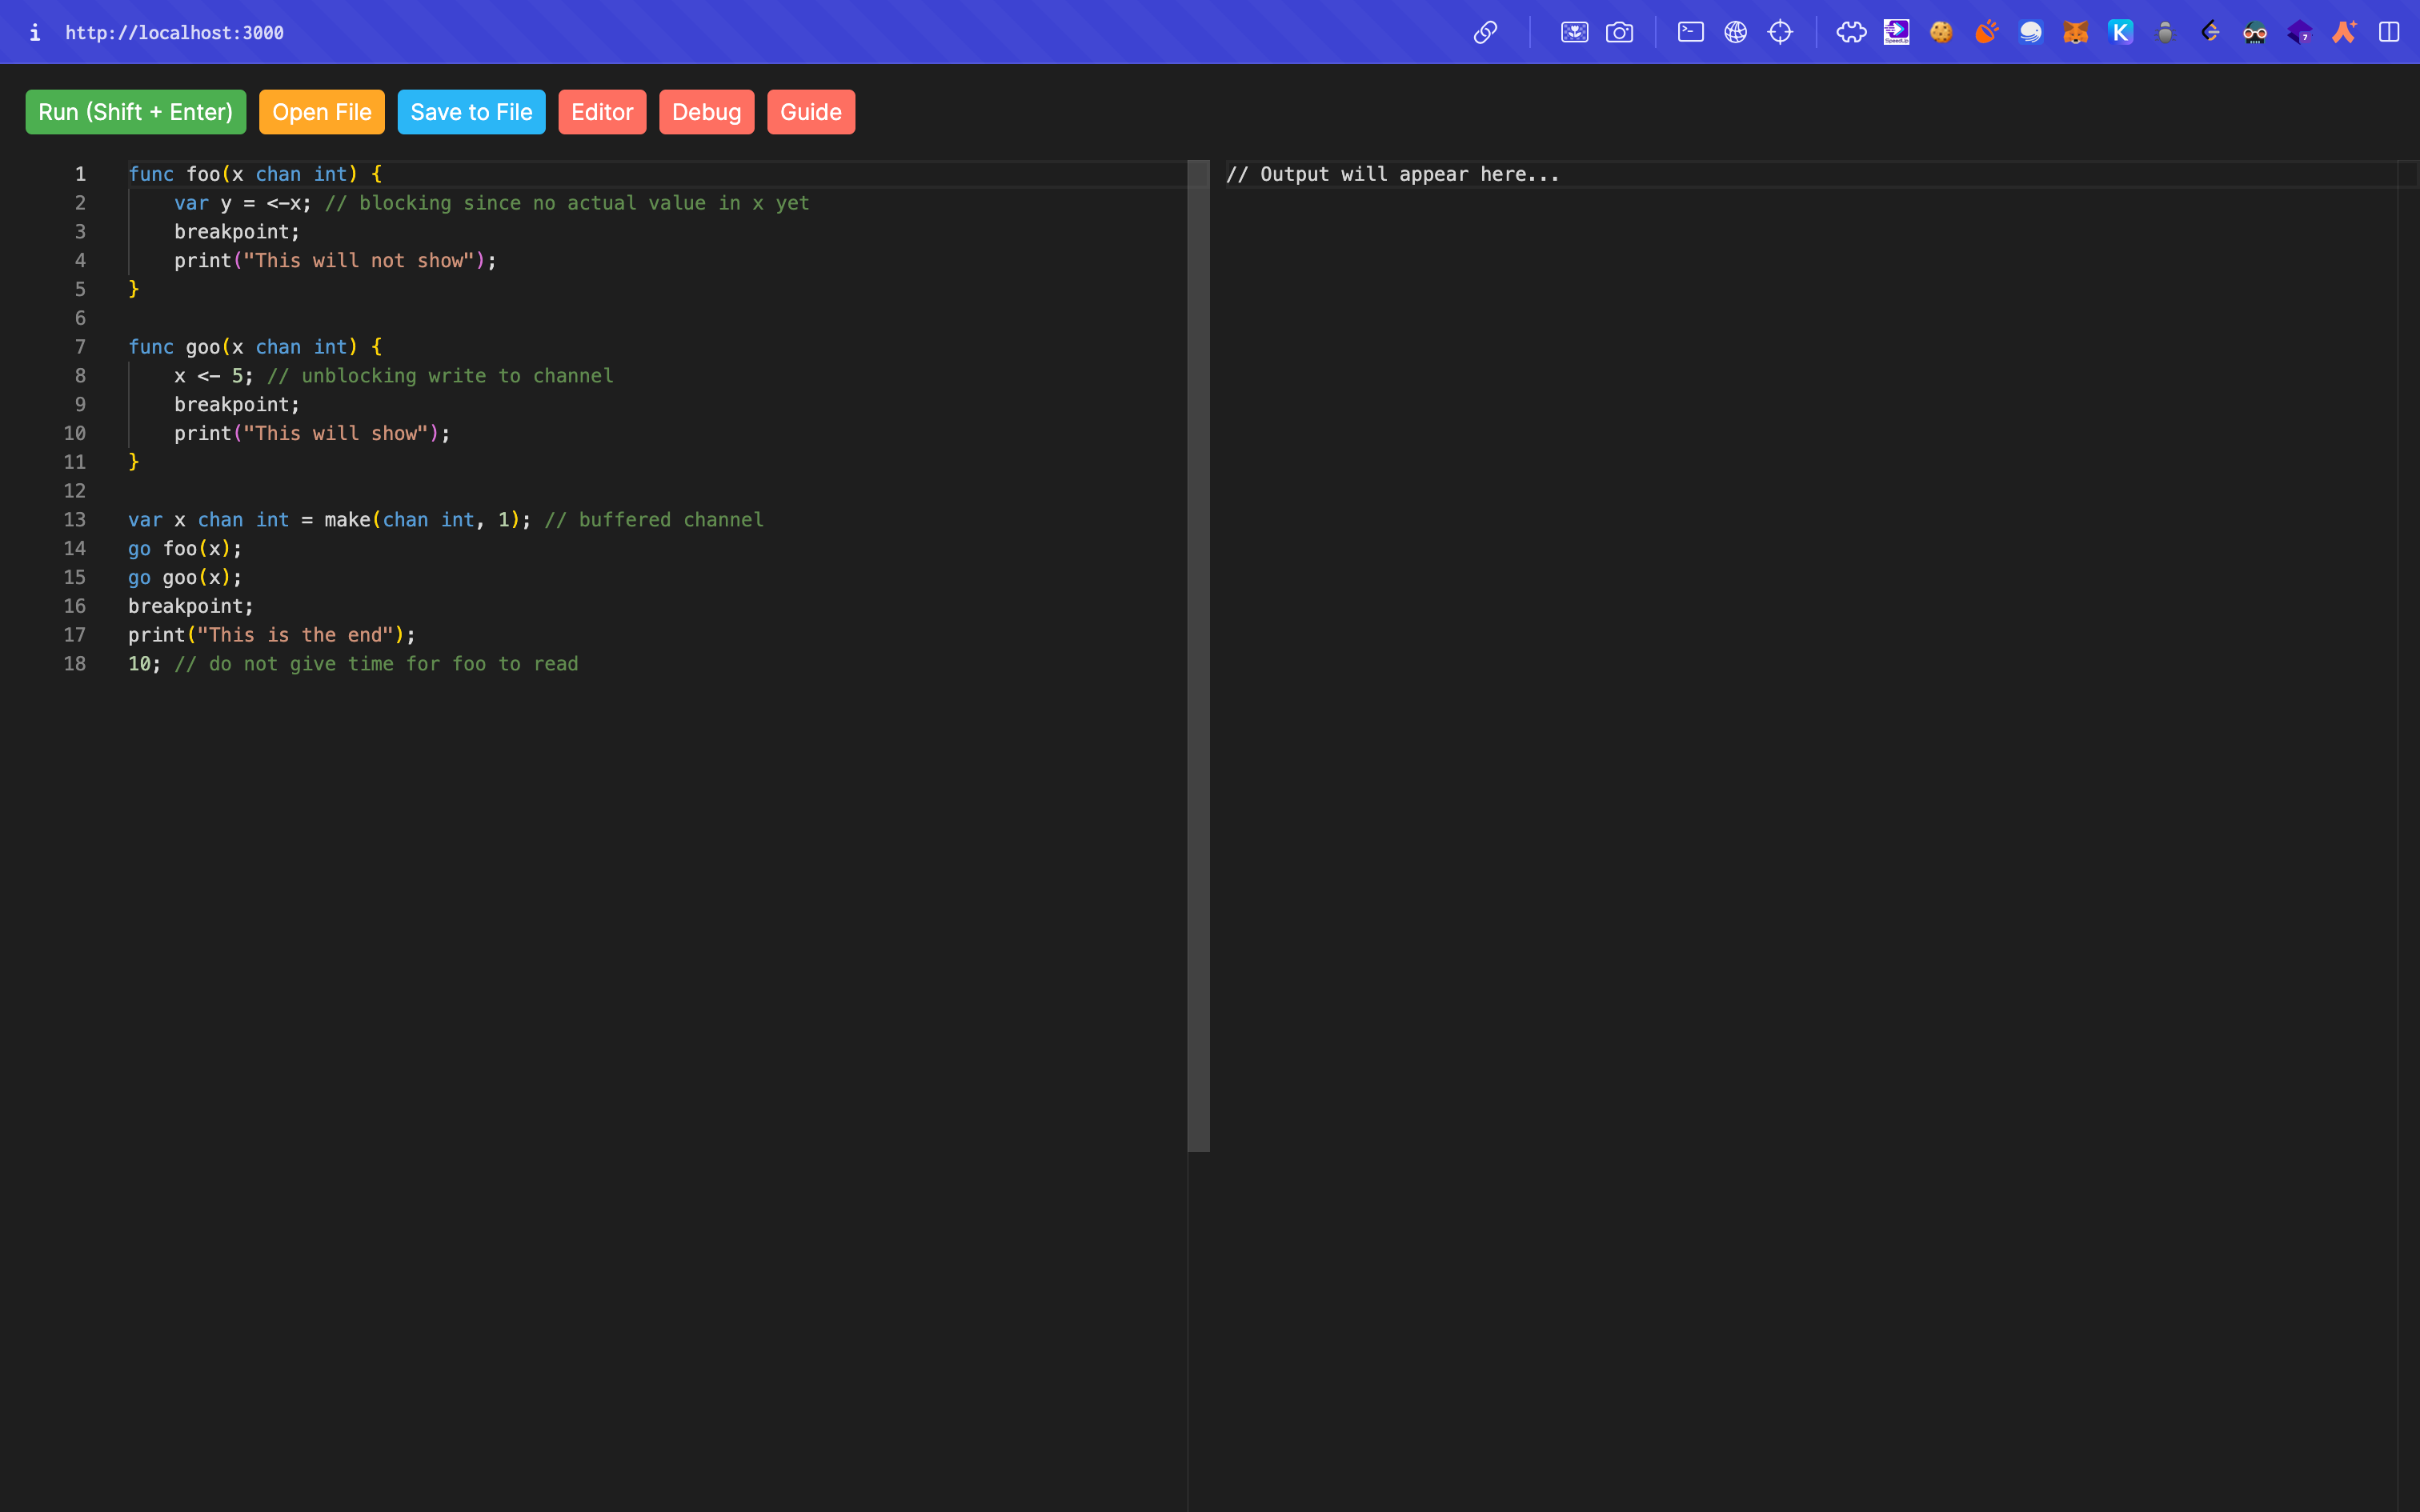 i http://localhost:3000
Run (Shift + Enter) Open File Save to File Editor Debug Guide
1 func foo(x chan int) {
2 var y = <-x; // blocking since no actual value in x yet
3 breakpoint;
4 print("This will not show");
5 }
6
7 func goo(x chan int) {
8 x <- 5; // unblocking write to channel
9 breakpoint;
10 print("This will show");
11 }
12
13 var x chan int = make(chan int, 1); // buffered channel
14 go foo(x);
15 go goo(x);
16 breakpoint;
17 print("This is the end");
18 10; // do not give time for foo to read
// Output will appear here...